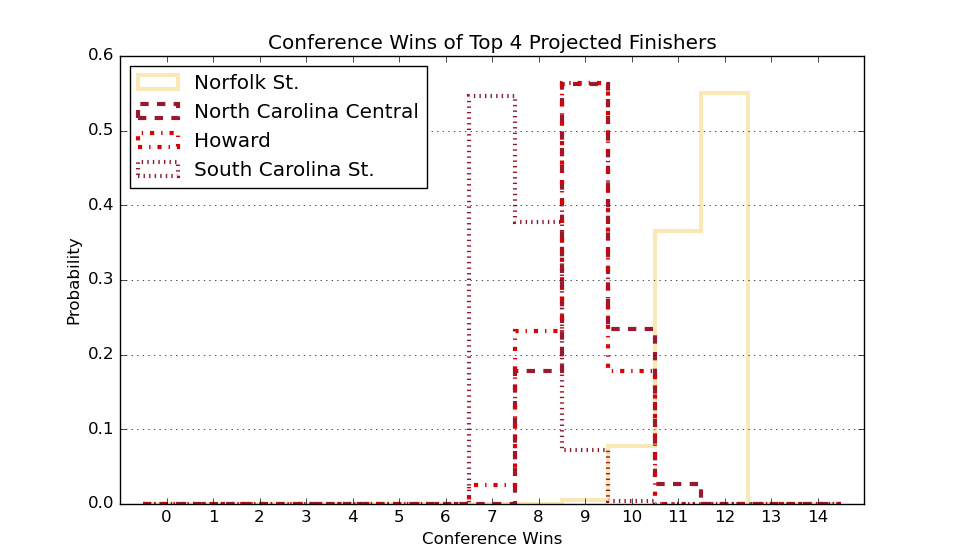 Conference Wins of Top 4 Projected Finishers
0.6
0.5
0.4
0.3
0.2
0.1
0.0
Probability
Norfolk St.
North Carolina Central
Howard
South Carolina St.
0 1 2 3 4 5 6 7 8 9 10 11 12 13 14
Conference Wins